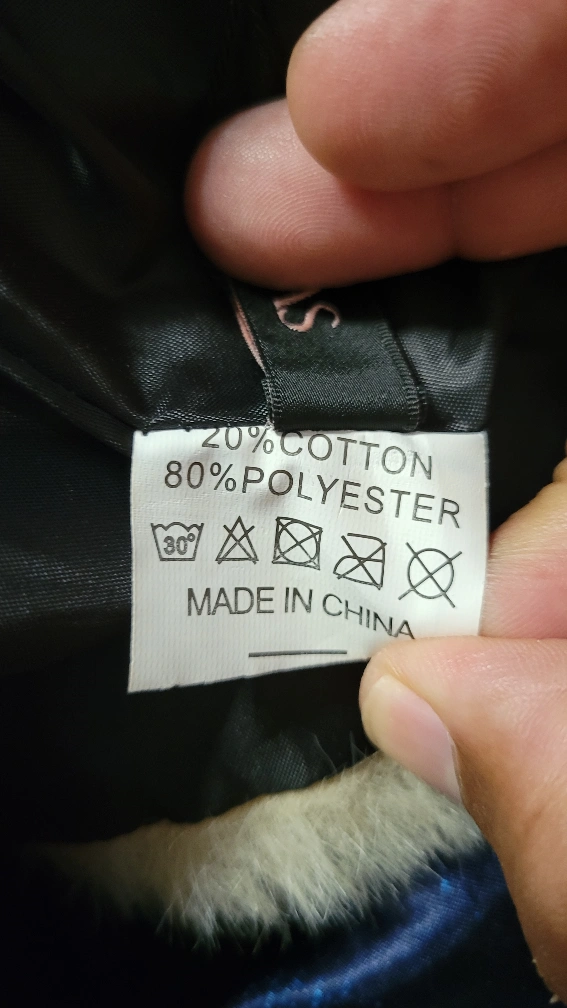 20%COTTON
80%POLYESTER
30°
MADE IN CHINA